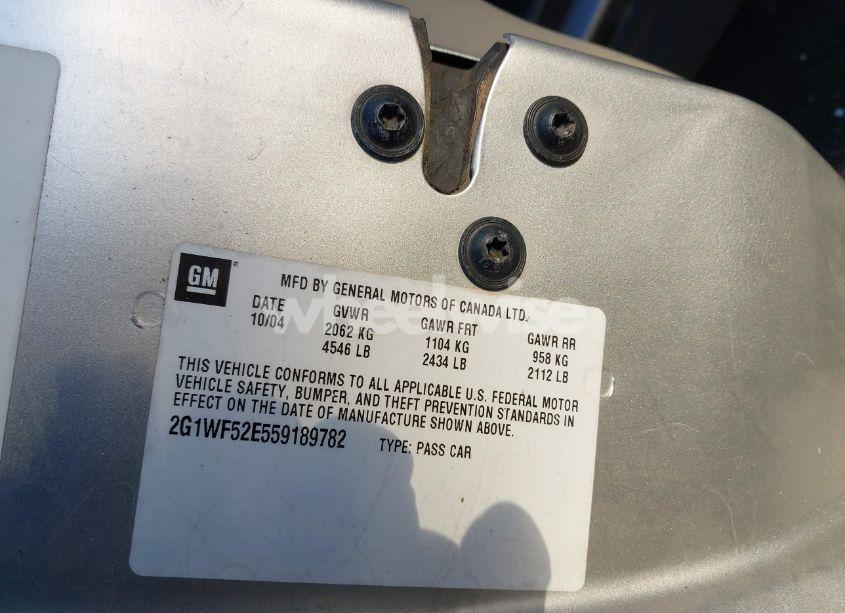 GM
MFD BY GENERAL MOTORS OF CANADA LTD.
DATE GVWR GAWR FRT GAWR RR
10/04 2062 KG 1104 KG 958 KG
4546 LB 2434 LB 2112 LB
THIS VEHICLE CONFORMS TO ALL APPLICABLE U.S. FEDERAL MOTOR
VEHICLE SAFETY, BUMPER, AND THEFT PREVENTION STANDARDS IN
EFFECT ON THE DATE OF MANUFACTURE SHOWN ABOVE.
2G1WF52E559189782 TYPE: PASS CAR
wheelwise